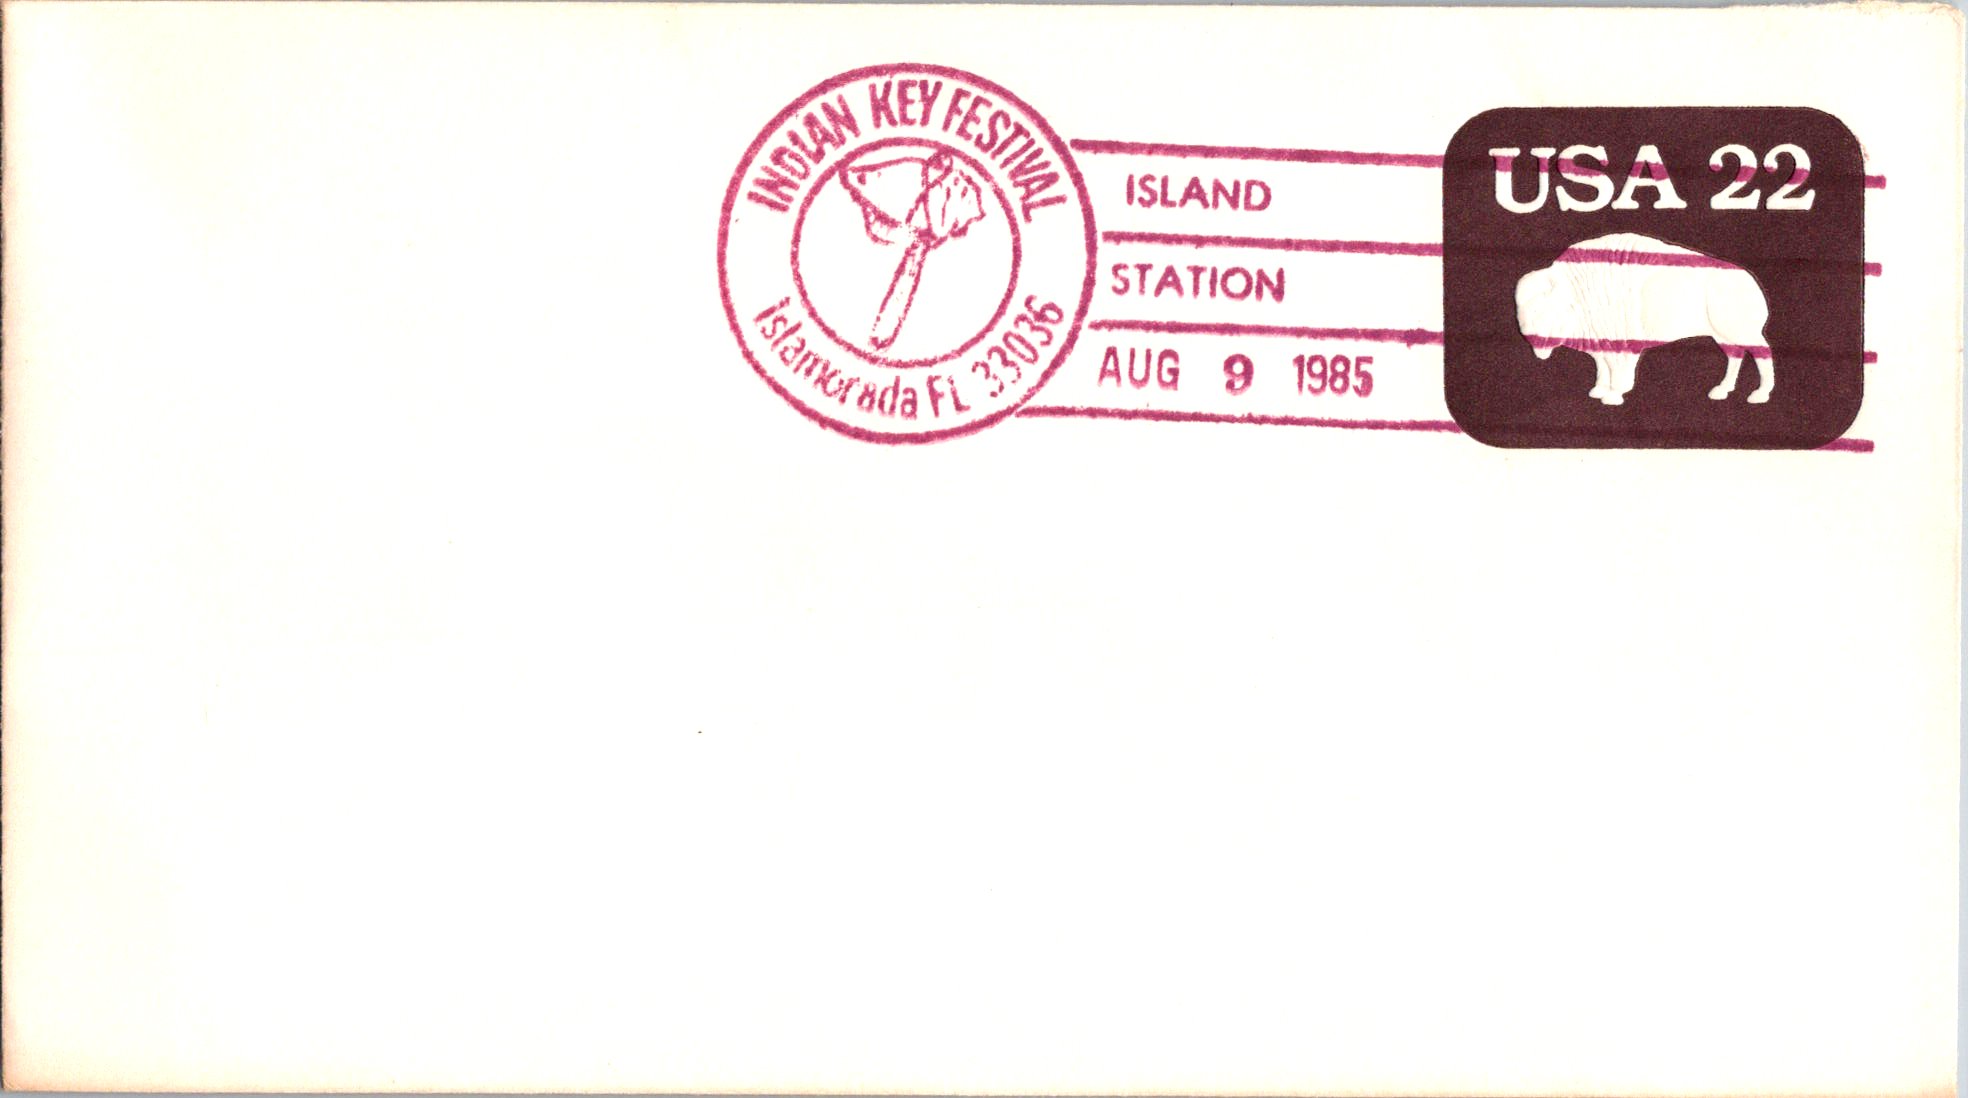 INDIAN KEY FESTIVAL
Islamorada FL 33036
ISLAND
STATION
AUG 9 1985
USA 22